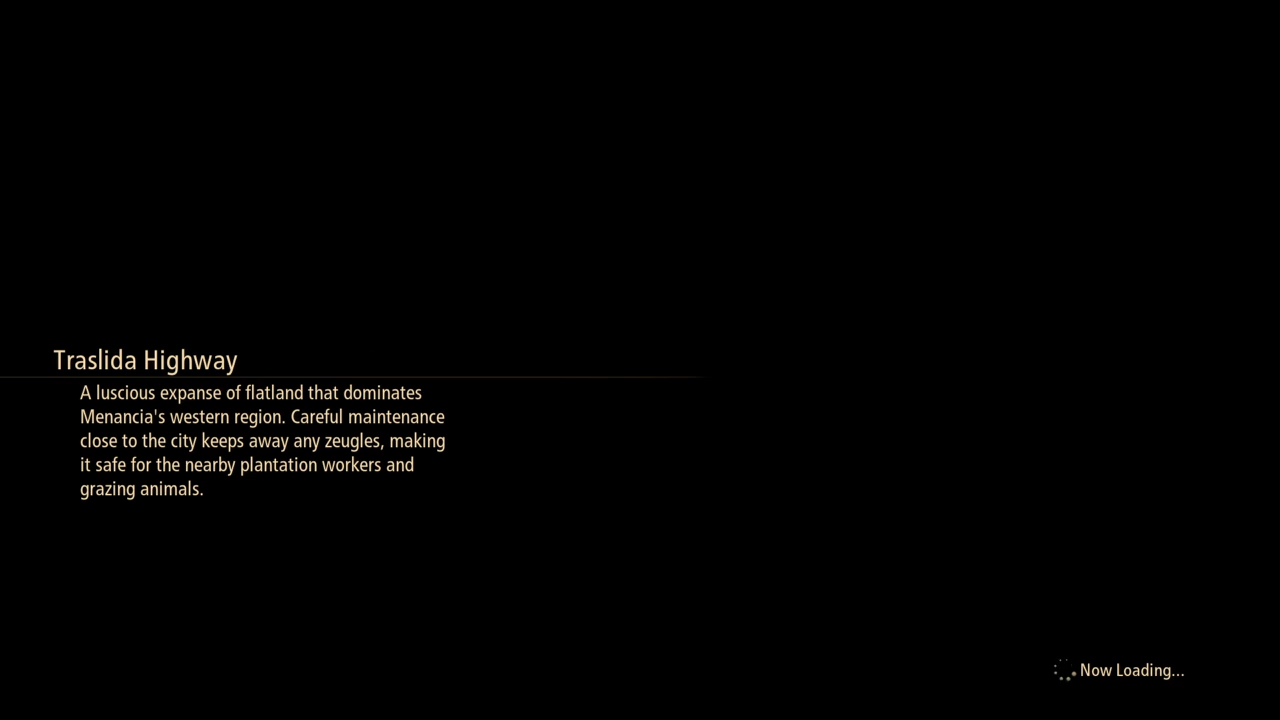 Traslida Highway
A luscious expanse of flatland that dominates
Menancia's western region. Careful maintenance
close to the city keeps away any zeugles, making
it safe for the nearby plantation workers and
grazing animals.
Now Loading...